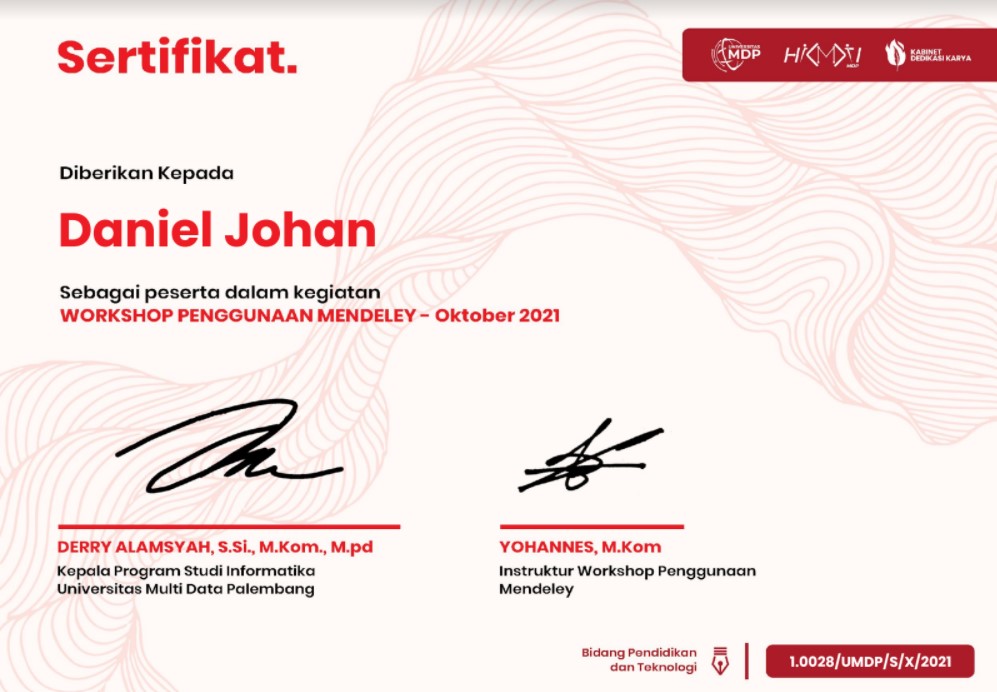 Sertifikat.
UNIVERSITAS
MDP
HIMDTI
MDP
KABINET
DEDIKASI KARYA
Diberikan Kepada
Daniel Johan
Sebagai peserta dalam kegiatan
WORKSHOP PENGGUNAAN MENDELEY - Oktober 2021
DERRY ALAMSYAH, S.Si., M.Kom., M.pd
Kepala Program Studi Informatika
Universitas Multi Data Palembang
YOHANNES, M.Kom
Instruktur Workshop Penggunaan
Mendeley
Bidang Pendidikan
dan Teknologi
1.0028/UMDP/S/X/2021